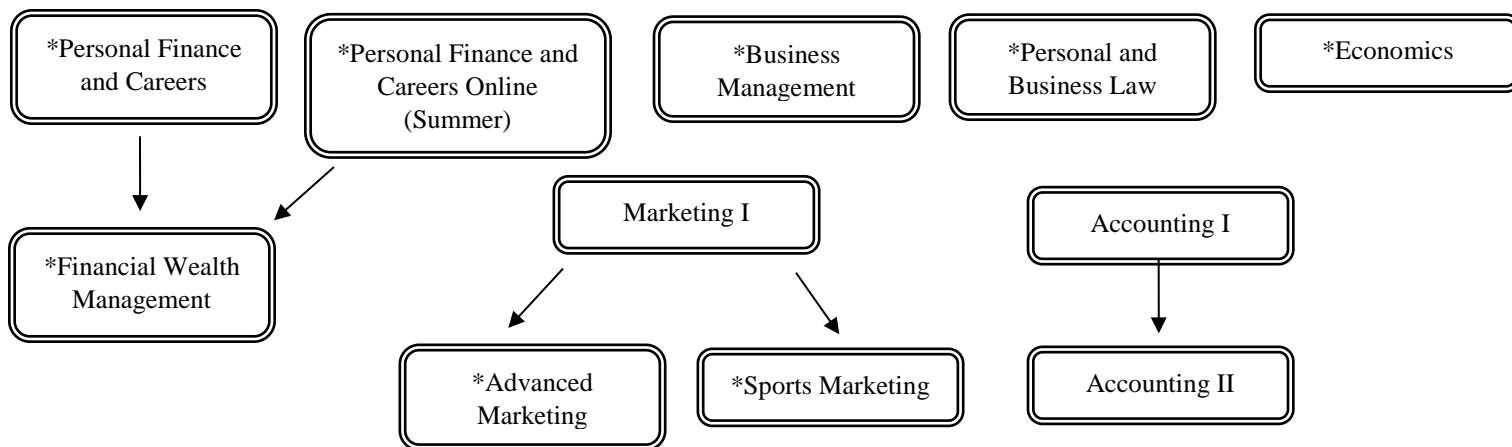 *Personal Finance
and Careers
*Personal Finance and
Careers Online
(Summer)
*Business
Management
*Personal and
Business Law
*Economics
*Financial Wealth
Management
Marketing I
Accounting I
*Advanced
Marketing
*Sports Marketing
Accounting II